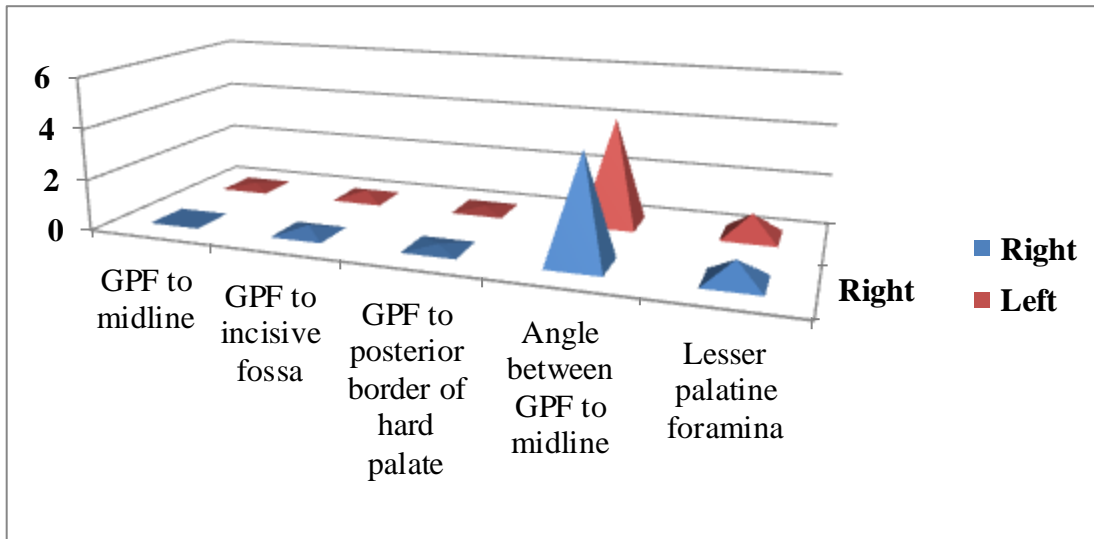 6
4
2
0
GPF to
midline
GPF to
incisive
fossa
GPF to
posterior
border of
hard
palate
Angle
between
GPF to
midline
Lesser
palatine
foramina
Right
Right
Left